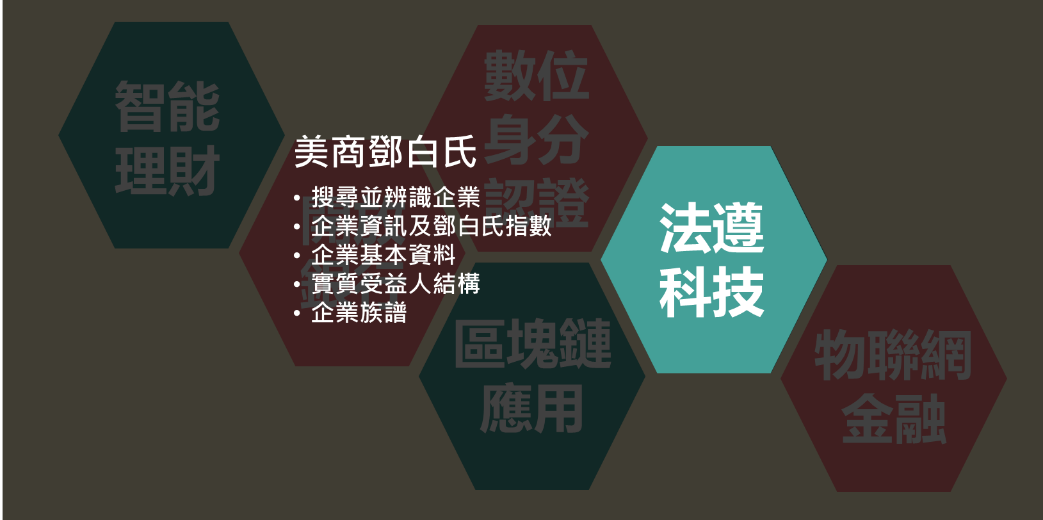 智能
理財
數位
身分
認證
美商鄧白氏
• 搜尋並辨識企業
• 企業資訊及鄧白氏指數
• 企業基本資料
• 實質受益人結構
• 企業族譜
法遵
科技
區塊鏈
應用
物聯網
金融